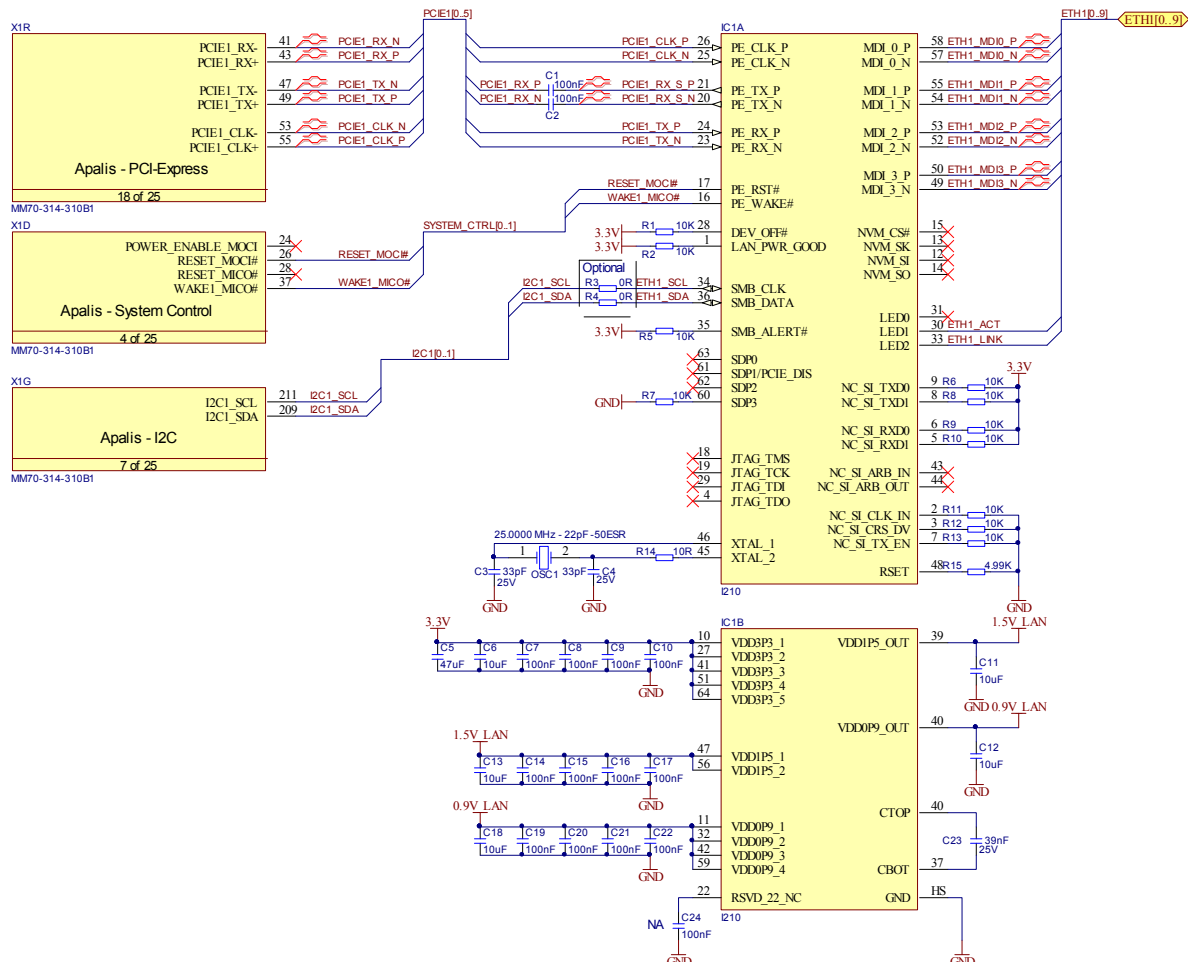 PCIE1[0..5]
ETH1[0..9]
ETH1[0..9]
X1R
PCIE1_RX- 41 PCIE1_RX_N
PCIE1_RX+ 43 PCIE1_RX_P
PCIE1_TX- 47 PCIE1_TX_N
PCIE1_TX+ 49 PCIE1_TX_P
PCIE1_CLK- 53 PCIE1_CLK_N
PCIE1_CLK+ 55 PCIE1_CLK_P
Apalis - PCI-Express
18 of 25
MM70-314-310B1
X1D
POWER_ENABLE_MOCI 24
RESET_MOCI# 26 RESET_MOCI#
RESET_MICO# 28
WAKE1_MICO# 37 WAKE1_MICO#
Apalis - System Control
4 of 25
MM70-314-310B1
SYSTEM_CTRL[0..1]
X1G
I2C1_SCL 211 I2C1_SCL
I2C1_SDA 209 I2C1_SDA
Apalis - I2C
7 of 25
MM70-314-310B1
I2C1[0..1]
IC1A
PCIE1_CLK_P 26 PE_CLK_P
PCIE1_CLK_N 25 PE_CLK_N
PCIE1_RX_P C1 100nF PCIE1_RX_S_P 21 PE_TX_P
PCIE1_RX_N 100nF C2 PCIE1_RX_S_N 20 PE_TX_N
PCIE1_TX_P 24 PE_RX_P
PCIE1_TX_N 23 PE_RX_N
RESET_MOCI# 17 PE_RST#
WAKE1_MICO# 16 PE_WAKE#
3.3V R1 10K 28 DEV_OFF#
3.3V R2 10K 1 LAN_PWR_GOOD
Optional
I2C1_SCL R3 0R ETH1_SCL 34 SMB_CLK
I2C1_SDA R4 0R ETH1_SDA 36 SMB_DATA
3.3V R5 10K 35 SMB_ALERT#
63 SDP0
61 SDP1/PCIE_DIS
62 SDP2
GND R7 10K 60 SDP3
18 JTAG_TMS
19 JTAG_TCK
29 JTAG_TDI
4 JTAG_TDO
25.0000 MHz - 22pF -50ESR
46 XTAL_1
1 OSC1 2 R14 10R 45 XTAL_2
C3 33pF 25V
33pF C4 25V
GND GND
MDI_0_P 58 ETH1_MDI0_P
MDI_0_N 57 ETH1_MDI0_N
MDI_1_P 55 ETH1_MDI1_P
MDI_1_N 54 ETH1_MDI1_N
MDI_2_P 53 ETH1_MDI2_P
MDI_2_N 52 ETH1_MDI2_N
MDI_3_P 50 ETH1_MDI3_P
MDI_3_N 49 ETH1_MDI3_N
NVM_CS# 15
NVM_SK 13
NVM_SI 12
NVM_SO 14
LED0 31
LED1 30 ETH1_ACT
LED2 33 ETH1_LINK
3.3V
NC_SI_TXD0 9 R6 10K
NC_SI_TXD1 8 R8 10K
NC_SI_RXD0 6 R9 10K
NC_SI_RXD1 5 R10 10K
NC_SI_ARB_IN 43
NC_SI_ARB_OUT 44
NC_SI_CLK_IN 2 R11 10K
NC_SI_CRS_DV 3 R12 10K
NC_SI_TX_EN 7 R13 10K
RSET 48 R15 4.99K
GND
I210
IC1B
3.3V
C5 47uF
C6 10uF
C7 100nF
C8 100nF
C9 100nF
C10 100nF
GND
10 VDD3P3_1
27 VDD3P3_2
41 VDD3P3_3
51 VDD3P3_4
64 VDD3P3_5
1.5V_LAN
C13 10uF
C14 100nF
C15 100nF
C16 100nF
C17 100nF
GND
47 VDD1P5_1
56 VDD1P5_2
0.9V_LAN
C18 10uF
C19 100nF
C20 100nF
C21 100nF
C22 100nF
GND
11 VDD0P9_1
32 VDD0P9_2
42 VDD0P9_3
59 VDD0P9_4
22 RSVD_22_NC
NA C24 100nF
GND
VDD1P5_OUT 39 1.5V_LAN
C11 10uF
GND
VDD0P9_OUT 40 0.9V_LAN
C12 10uF
GND
CTOP 40
C23 39nF 25V
CBOT 37
GND HS
GND
I210